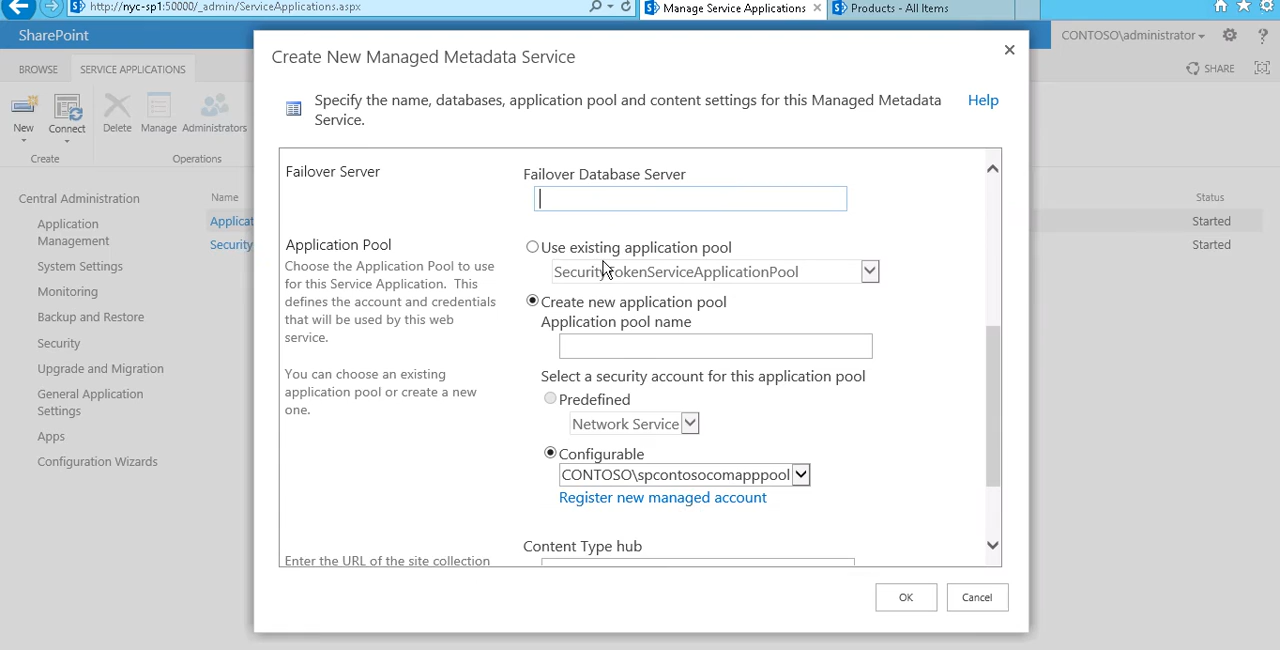 http://nyc-sp1:50000/_admin/ServiceApplications.aspx
Manage Service Applications
Products - All Items
SharePoint
CONTOSO\administrator
BROWSE
SERVICE APPLICATIONS
SHARE
New
Connect
Delete
Manage
Administrators
Create
Operations
Central Administration
Application
Management
System Settings
Monitoring
Backup and Restore
Security
Upgrade and Migration
General Application
Settings
Apps
Configuration Wizards
Name
Applicat
Security
Status
Started
Started
Create New Managed Metadata Service
Specify the name, databases, application pool and content settings for this Managed Metadata
Service.
Help
Failover Server
Failover Database Server
Application Pool
Choose the Application Pool to use
for this Service Application. This
defines the account and credentials
that will be used by this web
service.
You can choose an existing
application pool or create a new
one.
Use existing application pool
SecurityTokenServiceApplicationPool
Create new application pool
Application pool name
Select a security account for this application pool
Predefined
Network Service
Configurable
CONTOSO\spcontosocomapppool
Register new managed account
Enter the URL of the site collection
Content Type hub
OK
Cancel